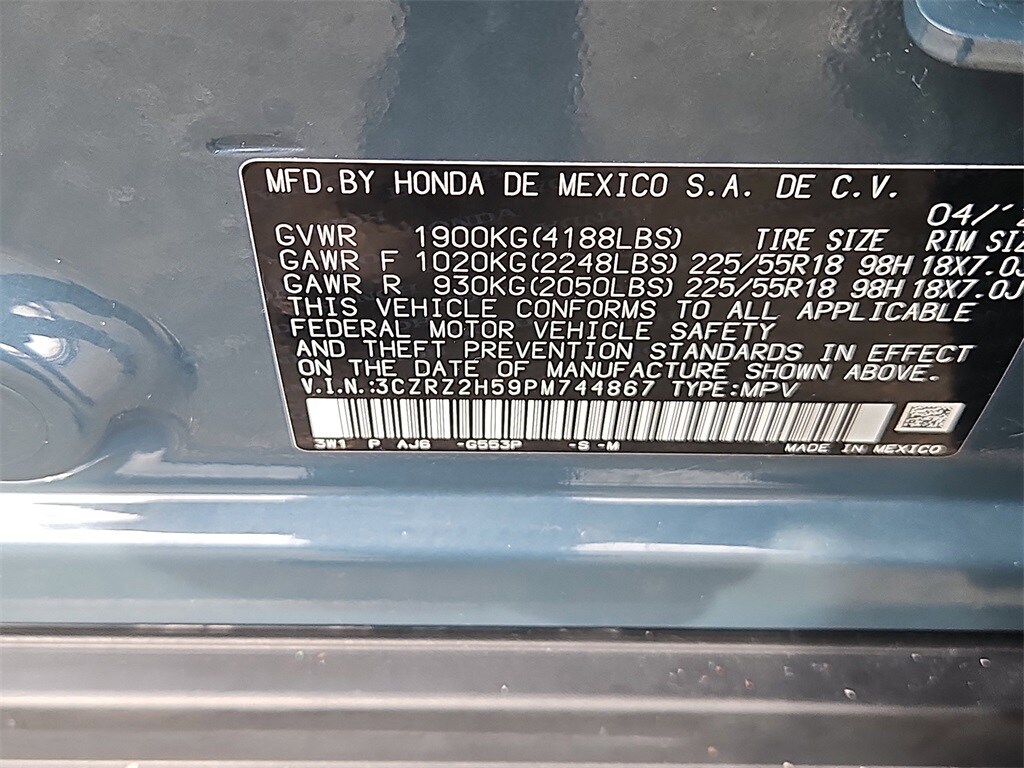 MFD.BY HONDA DE MEXICO S.A. DE C.V.
04/'
GVWR 1900KG(4188LBS) TIRE SIZE RIM SIZ
GAWR F 1020KG(2248LBS) 225/55R18 98H 18X7.0J
GAWR R 930KG(2050LBS) 225/55R18 98H 18X7.0J
THIS VEHICLE CONFORMS TO ALL APPLICABLE
FEDERAL MOTOR VEHICLE SAFETY
AND THEFT PREVENTION STANDARDS IN EFFECT
ON THE DATE OF MANUFACTURE SHOWN ABOVE.
V.I.N.:3CZRZ2H59PM744867 TYPE:MPV
3W1 P AJ6 -G553P -S -M MADE IN MEXICO